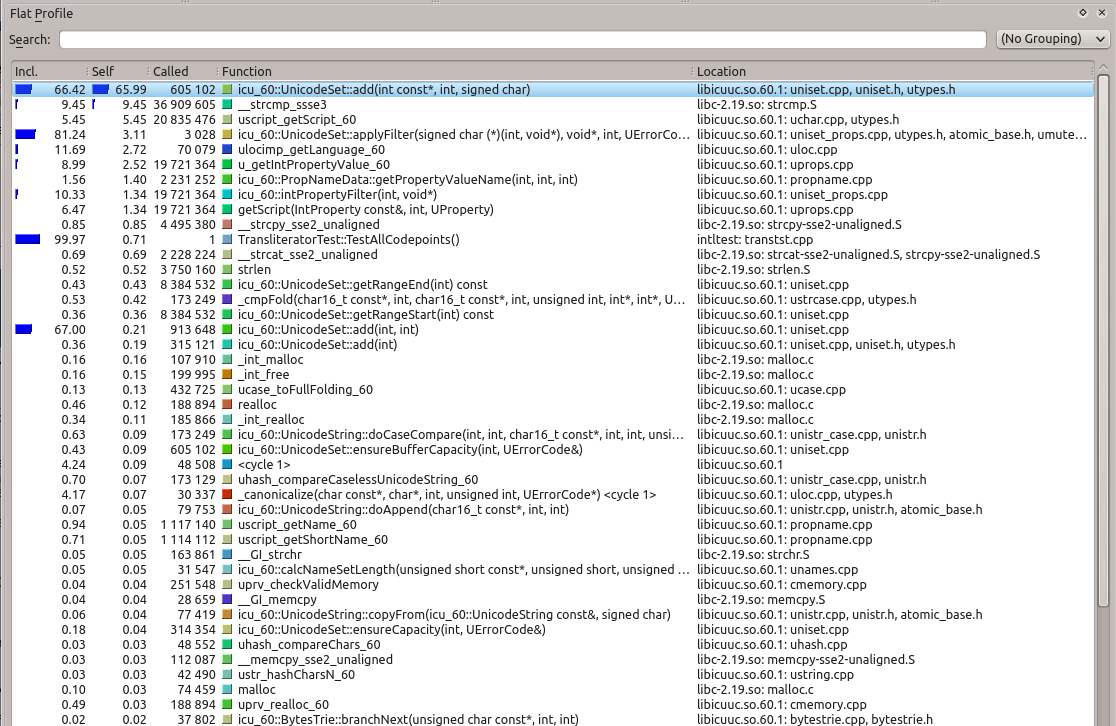 Flat Profile
Search: (No Grouping)
Incl. Self Called Function Location
66.42 65.99 605 102 icu_60::UnicodeSet::add(int const*, int, signed char) libicuuc.so.60.1: uniset.cpp, uniset.h, utypes.h
9.45 9.45 36 909 605 __strcmp_ssse3 libc-2.19.so: strcmp.S
5.45 5.45 20 835 476 uscript_getScript_60 libicuuc.so.60.1: uchar.cpp, utypes.h
81.24 3.11 3 028 icu_60::UnicodeSet::applyFilter(signed char (*)(int, void*), void*, int, UErrorCo... libicuuc.so.60.1: uniset_props.cpp, utypes.h, atomic_base.h, umute...
11.69 2.72 70 079 ulocimp_getLanguage_60 libicuuc.so.60.1: uloc.cpp
8.99 2.52 19 721 364 u_getIntPropertyValue_60 libicuuc.so.60.1: uprops.cpp
1.56 1.40 2 231 252 icu_60::PropNameData::getPropertyValueName(int, int, int) libicuuc.so.60.1: propname.cpp
10.33 1.34 19 721 364 icu_60::intPropertyFilter(int, void*) libicuuc.so.60.1: uniset_props.cpp
6.47 1.34 19 721 364 getScript(IntProperty const&, int, UProperty) libicuuc.so.60.1: uprops.cpp
0.85 0.85 4 495 380 __strcpy_sse2_unaligned libc-2.19.so: strcpy-sse2-unaligned.S
99.97 0.71 1 TransliteratorTest::TestAllCodepoints() intltest: transtst.cpp
0.69 0.69 2 228 224 __strcat_sse2_unaligned libc-2.19.so: strcat-sse2-unaligned.S, strcpy-sse2-unaligned.S
0.52 0.52 3 750 160 strlen libc-2.19.so: strlen.S
0.43 0.43 8 384 532 icu_60::UnicodeSet::getRangeEnd(int) const libicuuc.so.60.1: uniset.cpp
0.53 0.42 173 249 _cmpFold(char16_t const*, int, char16_t const*, int, unsigned int, int*, int*, U... libicuuc.so.60.1: ustrcase.cpp, utypes.h
0.36 0.36 8 384 532 icu_60::UnicodeSet::getRangeStart(int) const libicuuc.so.60.1: uniset.cpp
67.00 0.21 913 648 icu_60::UnicodeSet::add(int, int) libicuuc.so.60.1: uniset.cpp
0.36 0.19 315 121 icu_60::UnicodeSet::add(int) libicuuc.so.60.1: uniset.cpp, uniset.h, utypes.h
0.16 0.16 107 910 _int_malloc libc-2.19.so: malloc.c
0.16 0.15 199 995 _int_free libc-2.19.so: malloc.c
0.13 0.13 432 725 ucase_toFullFolding_60 libicuuc.so.60.1: ucase.cpp
0.46 0.12 188 894 realloc libc-2.19.so: malloc.c
0.34 0.11 185 866 _int_realloc libc-2.19.so: malloc.c
0.63 0.09 173 249 icu_60::UnicodeString::doCaseCompare(int, int, char16_t const*, int, int, unsi... libicuuc.so.60.1: unistr_case.cpp, unistr.h
0.43 0.09 605 102 icu_60::UnicodeSet::ensureBufferCapacity(int, UErrorCode&) libicuuc.so.60.1: uniset.cpp
4.24 0.09 48 508 <cycle 1> libicuuc.so.60.1
0.70 0.07 173 129 uhash_compareCaselessUnicodeString_60 libicuuc.so.60.1: unistr_case.cpp, unistr.h
4.17 0.07 30 337 _canonicalize(char const*, char*, int, unsigned int, UErrorCode*) <cycle 1> libicuuc.so.60.1: uloc.cpp, utypes.h
0.07 0.05 79 753 icu_60::UnicodeString::doAppend(char16_t const*, int, int) libicuuc.so.60.1: unistr.cpp, unistr.h, atomic_base.h
0.94 0.05 1 117 140 uscript_getName_60 libicuuc.so.60.1: propname.cpp
0.71 0.05 1 114 112 uscript_getShortName_60 libicuuc.so.60.1: propname.cpp
0.05 0.05 163 861 __GI_strchr libc-2.19.so: strchr.S
0.05 0.05 31 547 icu_60::calcNameSetLength(unsigned short const*, unsigned short, unsigned ... libicuuc.so.60.1: unames.cpp
0.04 0.04 251 548 uprv_checkValidMemory libicuuc.so.60.1: cmemory.cpp
0.04 0.04 28 659 __GI_memcpy libc-2.19.so: memcpy.S
0.06 0.04 77 419 icu_60::UnicodeString::copyFrom(icu_60::UnicodeString const&, signed char) libicuuc.so.60.1: unistr.cpp, unistr.h, atomic_base.h
0.18 0.04 314 354 icu_60::UnicodeSet::ensureCapacity(int, UErrorCode&) libicuuc.so.60.1: uniset.cpp
0.03 0.03 48 552 uhash_compareChars_60 libicuuc.so.60.1: uhash.cpp
0.03 0.03 112 087 __memcpy_sse2_unaligned libc-2.19.so: memcpy-sse2-unaligned.S
0.03 0.03 42 490 ustr_hashCharsN_60 libicuuc.so.60.1: ustring.cpp
0.10 0.03 74 459 malloc libc-2.19.so: malloc.c
0.49 0.03 188 894 uprv_realloc_60 libicuuc.so.60.1: cmemory.cpp
0.02 0.02 37 802 icu_60::BytesTrie::branchNext(unsigned char const*, int, int) libicuuc.so.60.1: bytestrie.cpp, bytestrie.h